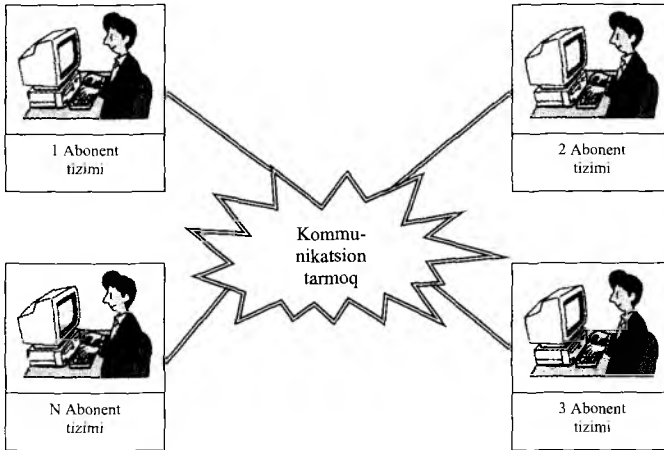 1 Abonent
tizimi
2 Abonent
tizimi
Kommu-
nikatsion
tarmoq
N Abonent
tizimi
3 Abonent
tizimi